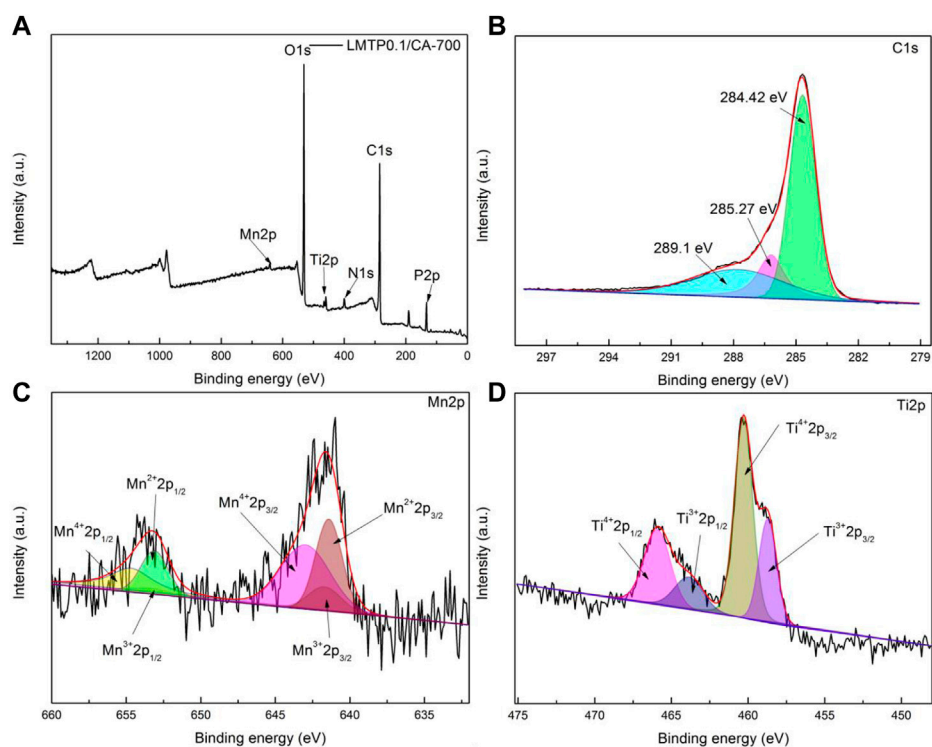 A
LMTP0.1/CA-700
O1s
C1s
Mn2p
Ti2p
N1s
P2p
Intensity (a.u.)
1200 1000 800 600 400 200 0
Binding energy (eV)
B
C1s
284.42 eV
285.27 eV
289.1 eV
Intensity (a.u.)
297 294 291 288 285 282 279
Binding energy (eV)
C
Mn2p
Mn²⁺2p₁/₂
Mn⁴⁺2p₁/₂
Mn³⁺2p₁/₂
Mn⁴⁺2p₃/₂
Mn²⁺2p₃/₂
Mn³⁺2p₃/₂
Intensity (a.u.)
660 655 650 645 640 635
Binding energy (eV)
D
Ti2p
Ti⁴⁺2p₃/₂
Ti⁴⁺2p₁/₂
Ti³⁺2p₁/₂
Ti³⁺2p₃/₂
Intensity (a.u.)
475 470 465 460 455 450
Binding energy (eV)